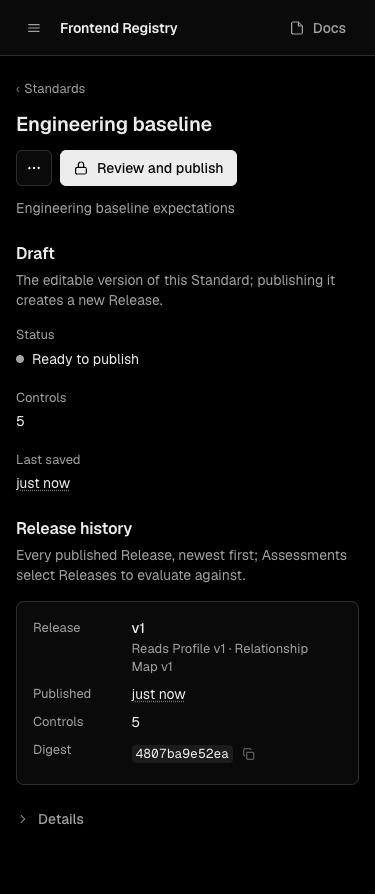 Frontend Registry
Docs
‹ Standards
Engineering baseline
Review and publish
Engineering baseline expectations
Draft
The editable version of this Standard; publishing it
creates a new Release.
Status
Ready to publish
Controls
5
Last saved
just now
Release history
Every published Release, newest first; Assessments
select Releases to evaluate against.
Release v1
Reads Profile v1 · Relationship
Map v1
Published just now
Controls 5
Digest 4807ba9e52ea
Details